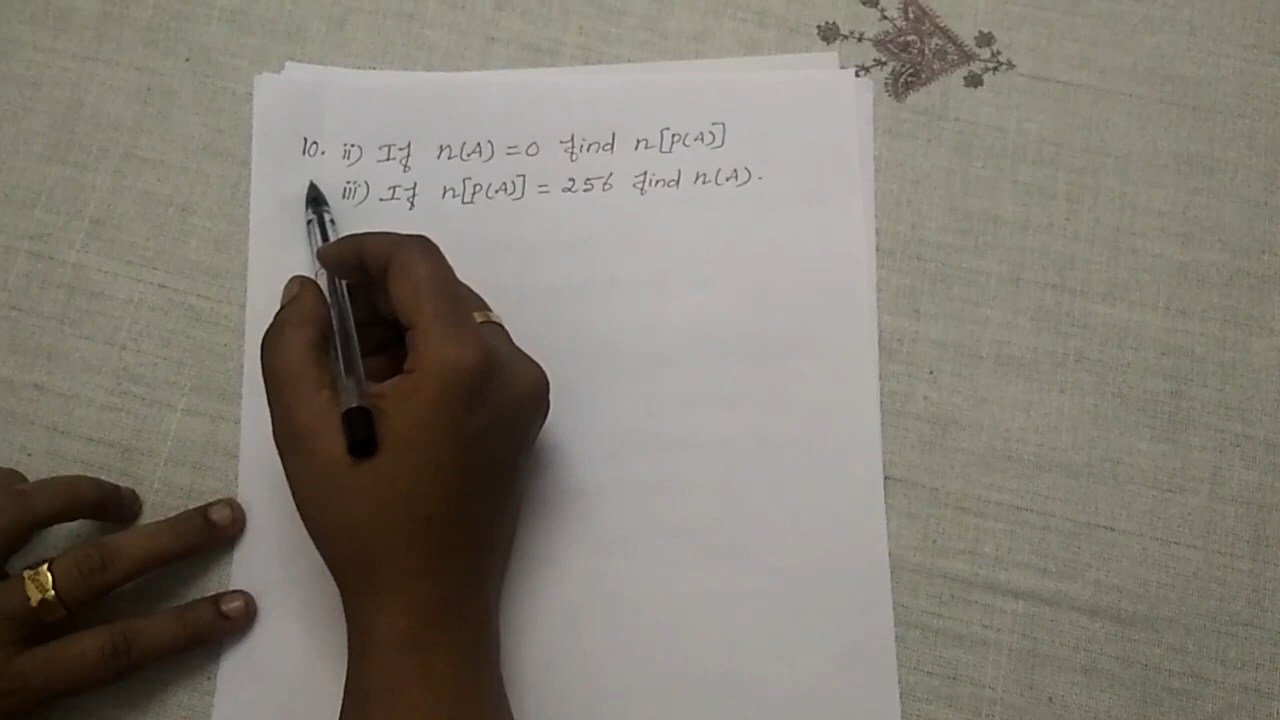 10. ii) If n(A) = 0 find n[P(A)]
iii) If n[P(A)] = 256 find n(A).